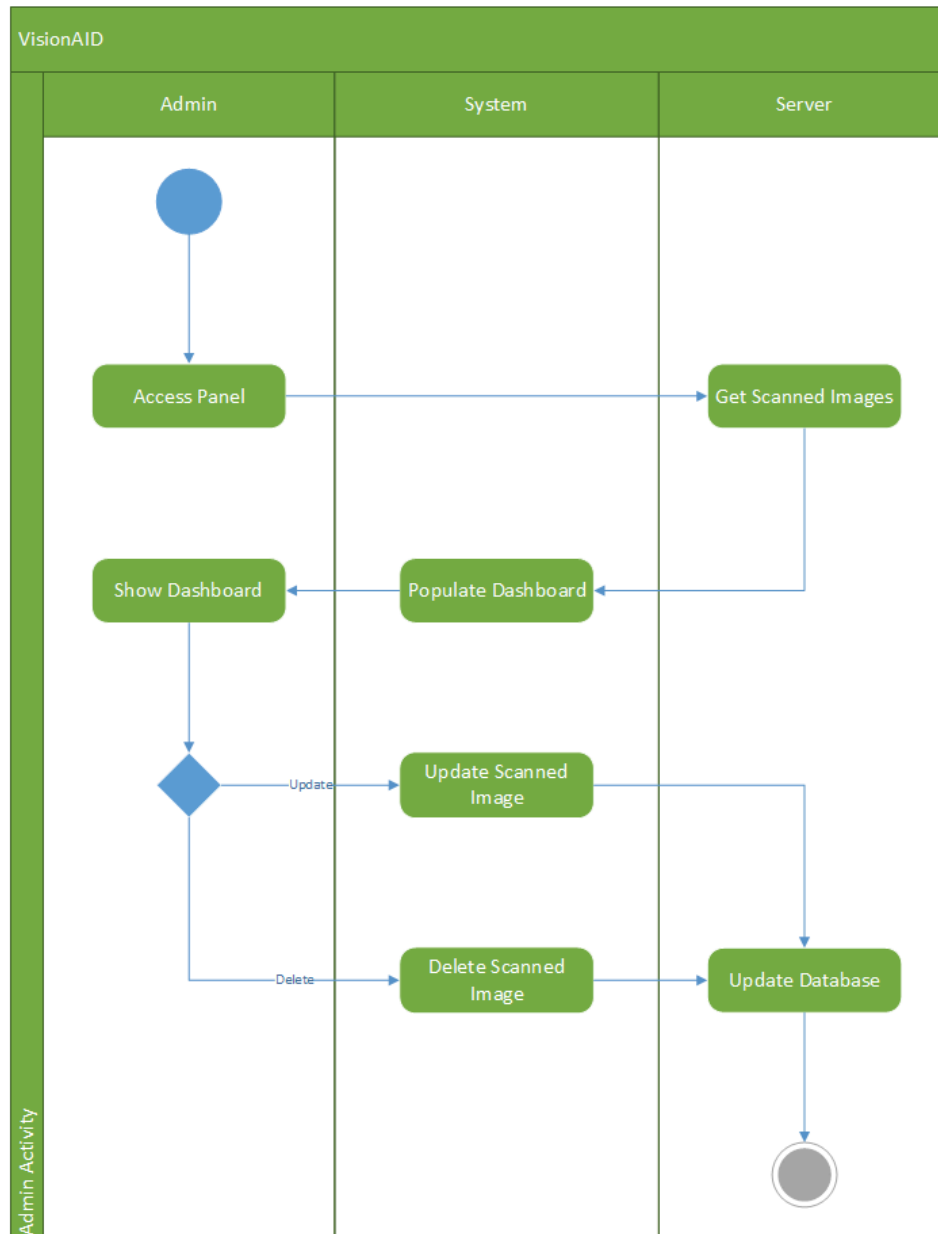 VisionAID
Admin
System
Server
Access Panel
Get Scanned Images
Show Dashboard
Populate Dashboard
Update
Update Scanned
Image
Delete
Delete Scanned
Image
Update Database
Admin Activity